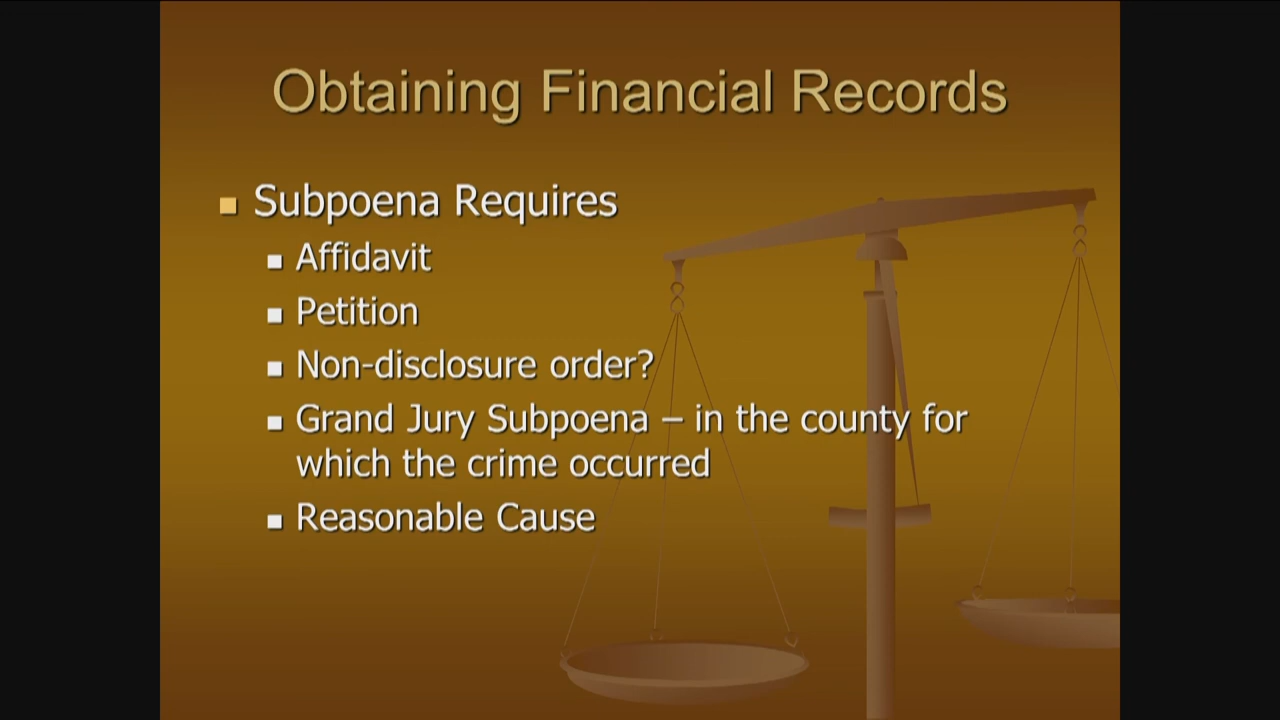 Obtaining Financial Records
Subpoena Requires
Affidavit
Petition
Non-disclosure order?
Grand Jury Subpoena – in the county for
which the crime occurred
Reasonable Cause